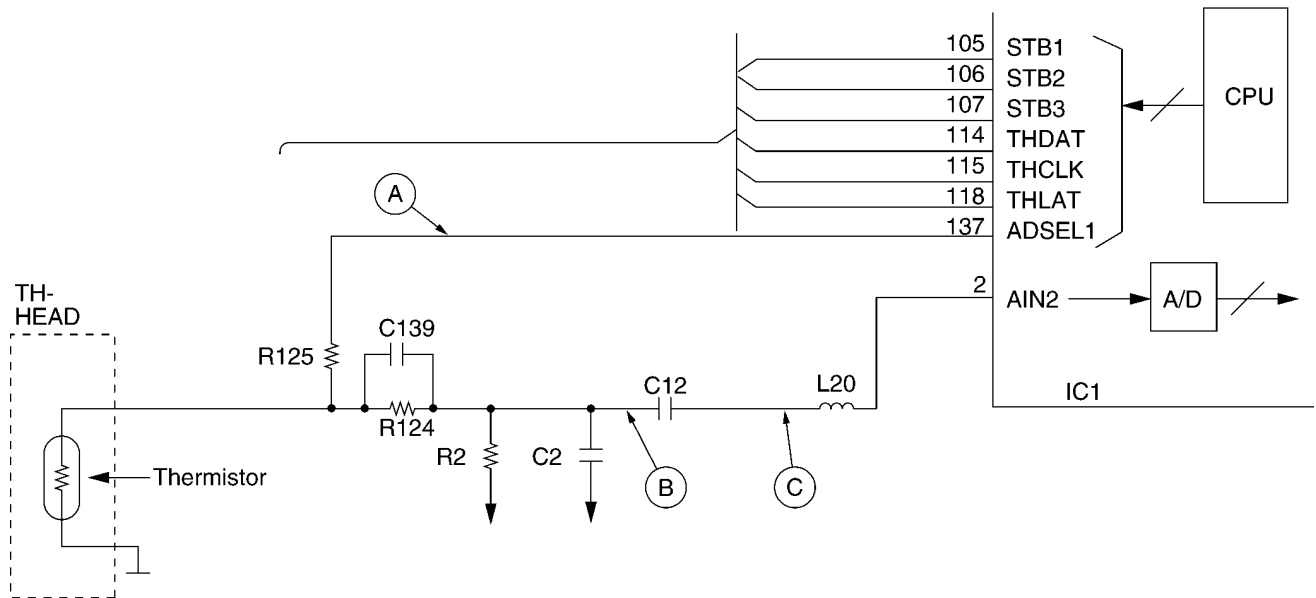 105 STB1
106 STB2
107 STB3
114 THDAT
115 THCLK
118 THLAT
137 ADSEL1
CPU
A
2 AIN2
A/D
IC1
TH-
HEAD
R125
C139
R124
C12
L20
R2
C2
B
C
Thermistor